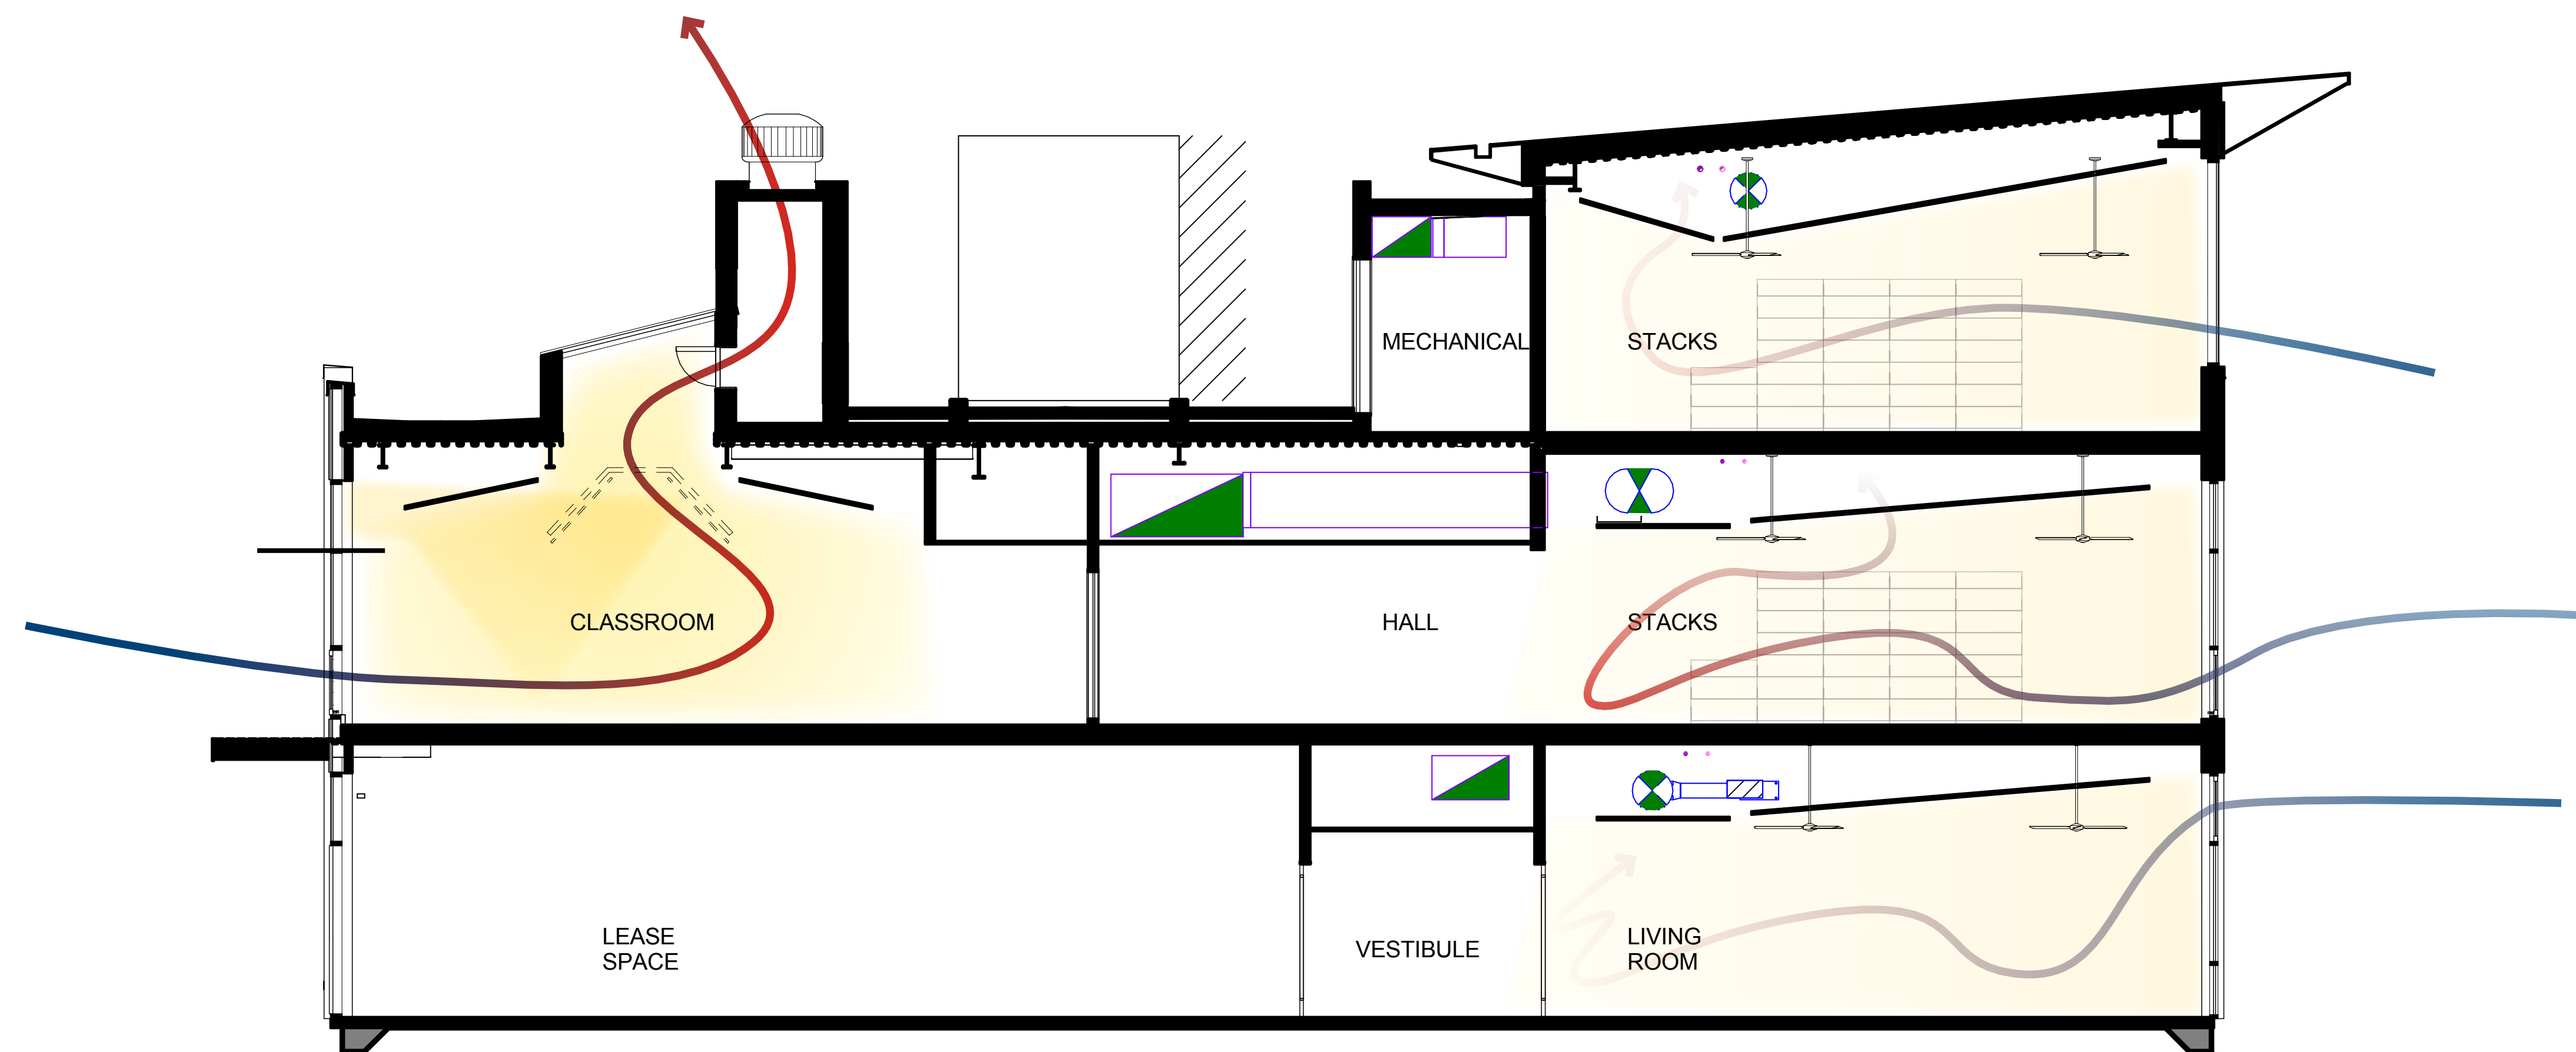 MECHANICAL
STACKS
CLASSROOM
HALL
STACKS
LEASE
SPACE
VESTIBULE
LIVING
ROOM